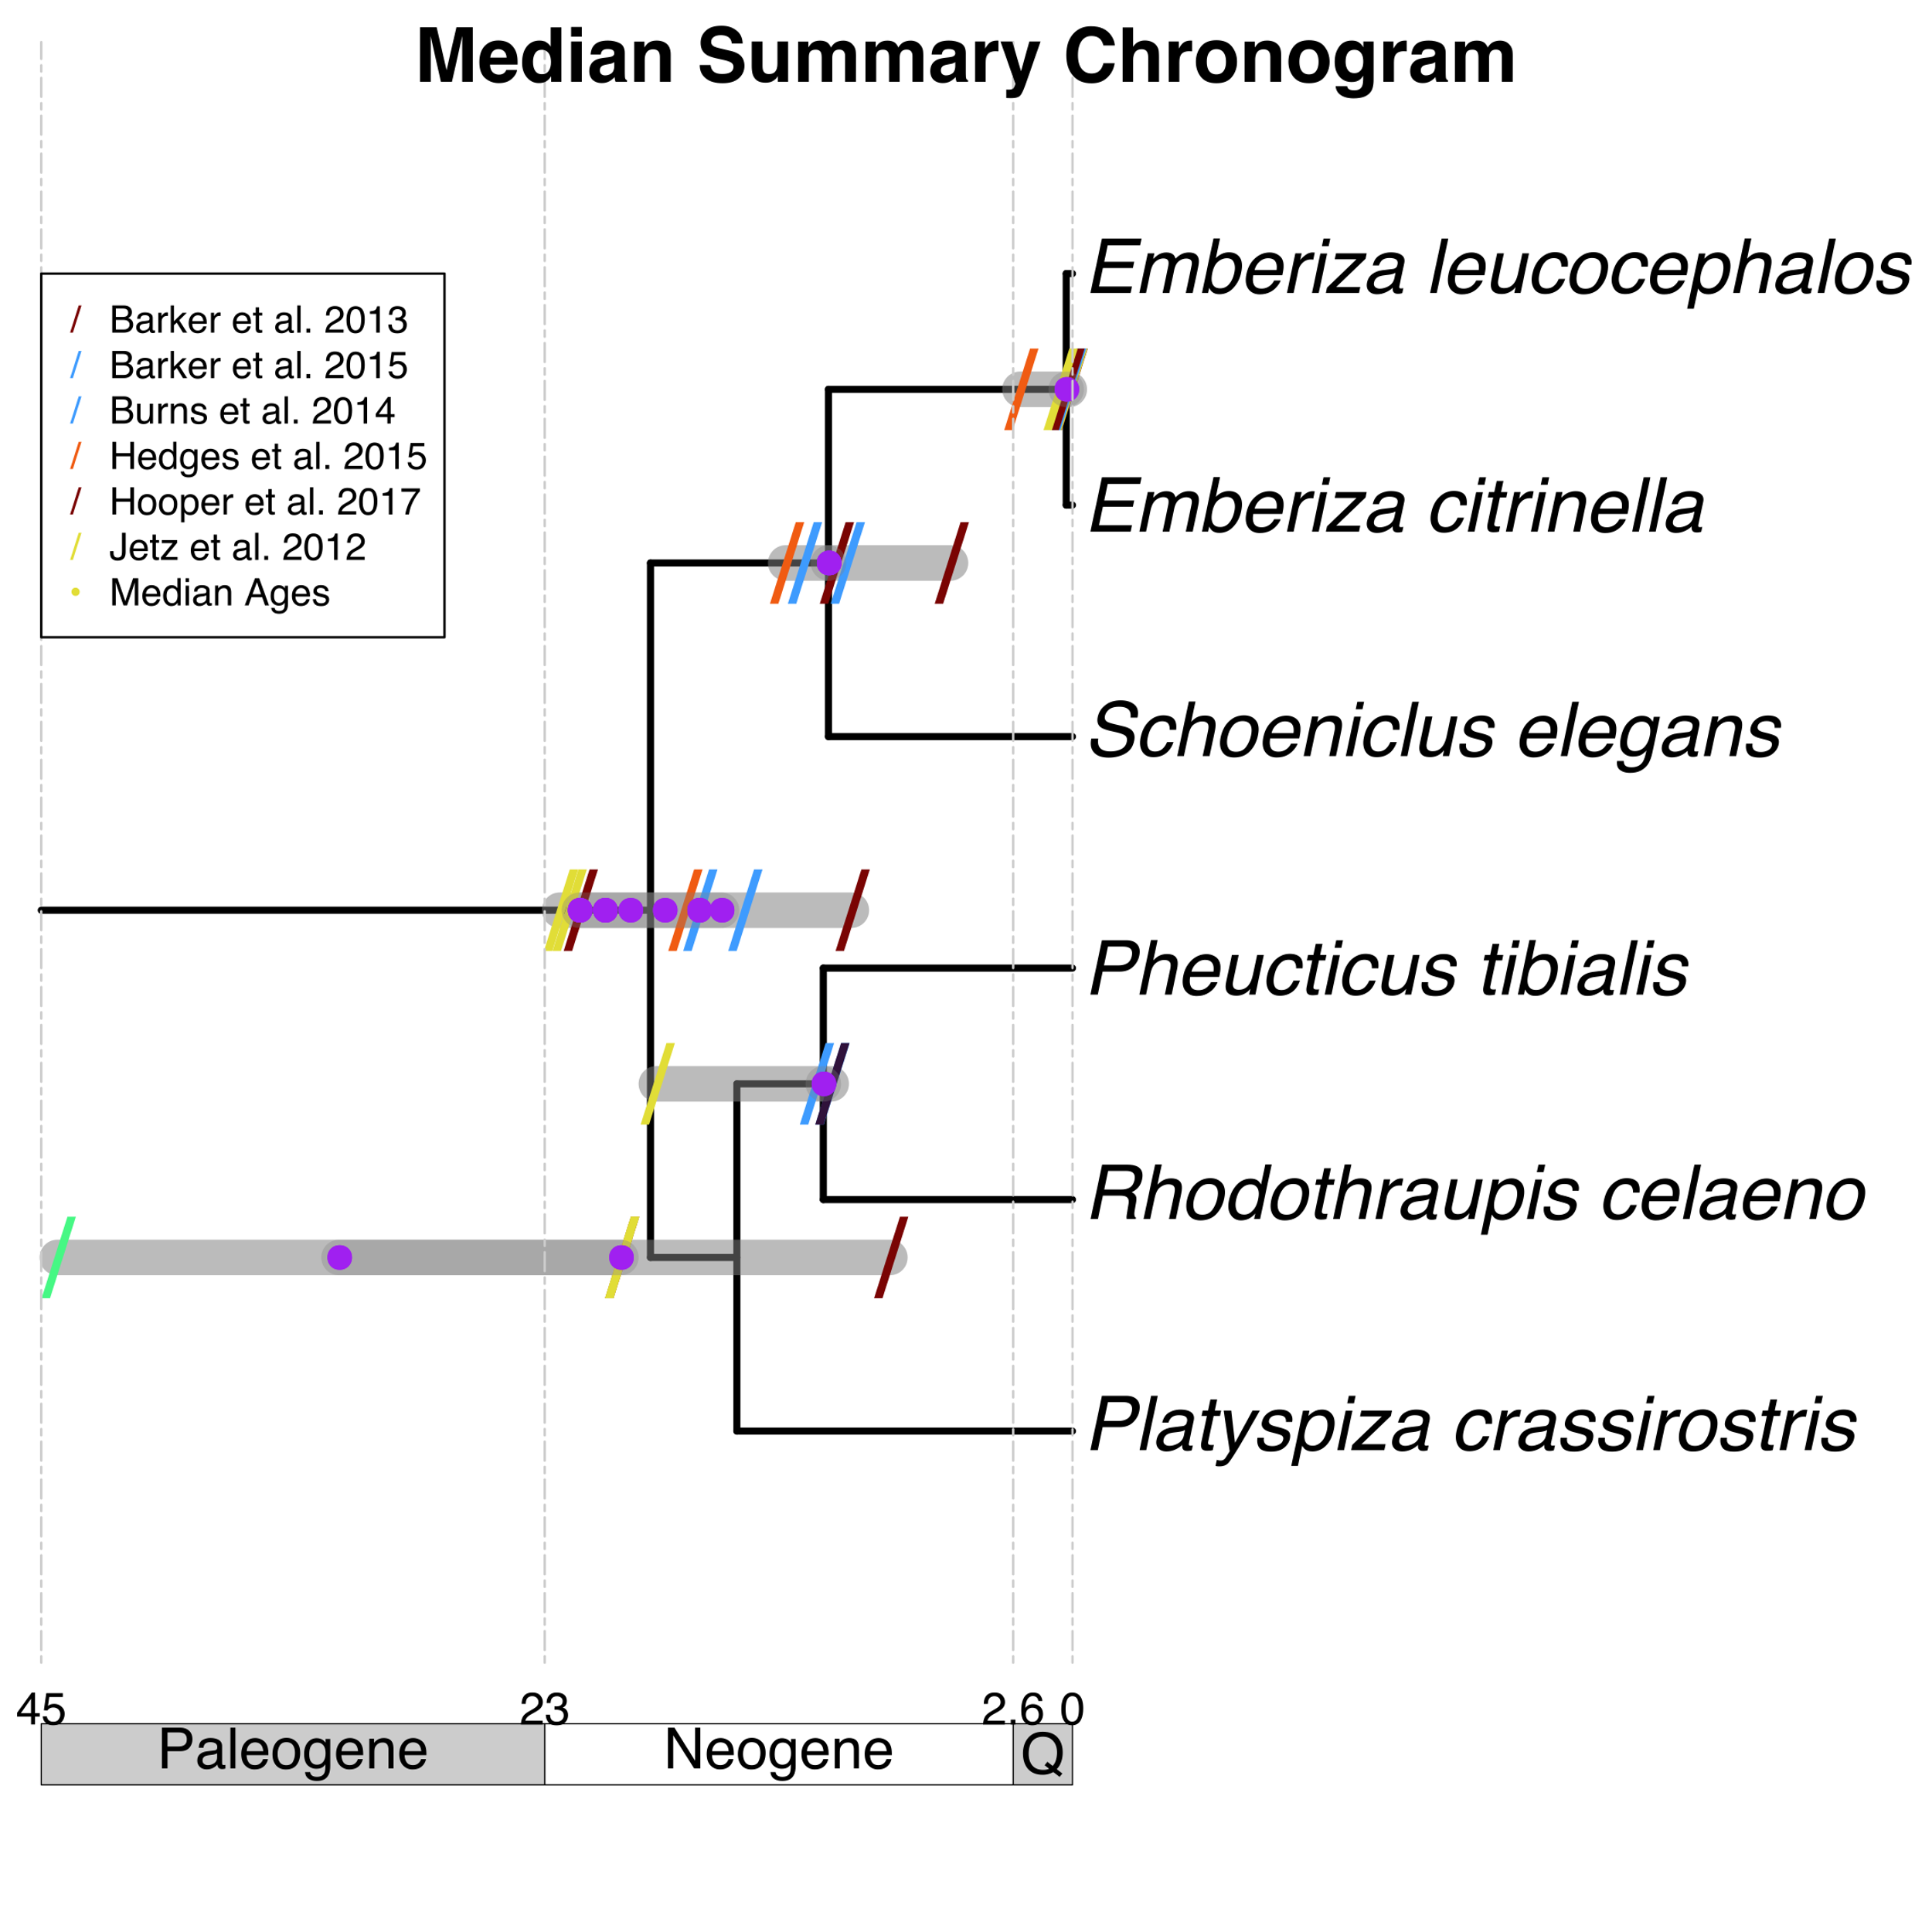 Median Summary Chronogram
Barker et al. 2013
Barker et al. 2015
Burns et al. 2014
Hedges et al. 2015
Hooper et al. 2017
Jetz et al. 2012
Median Ages
Emberiza leucocephalos
Emberiza citrinella
Schoeniclus elegans
Pheucticus tibialis
Rhodothraupis celaeno
Platyspiza crassirostris
45 23 2.6 0
Paleogene Neogene Q